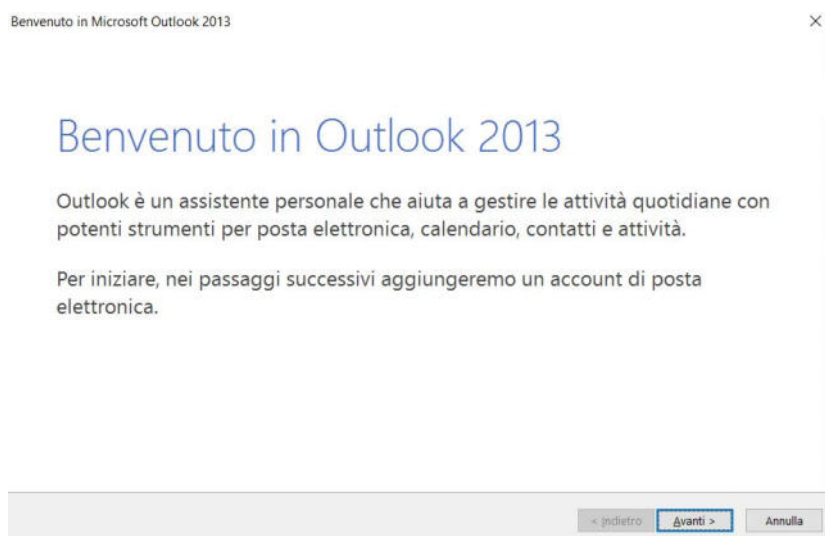 Benvenuto in Microsoft Outlook 2013
Benvenuto in Outlook 2013
Outlook è un assistente personale che aiuta a gestire le attività quotidiane con
potenti strumenti per posta elettronica, calendario, contatti e attività.
Per iniziare, nei passaggi successivi aggiungeremo un account di posta
elettronica.
< Indietro Avanti > Annulla